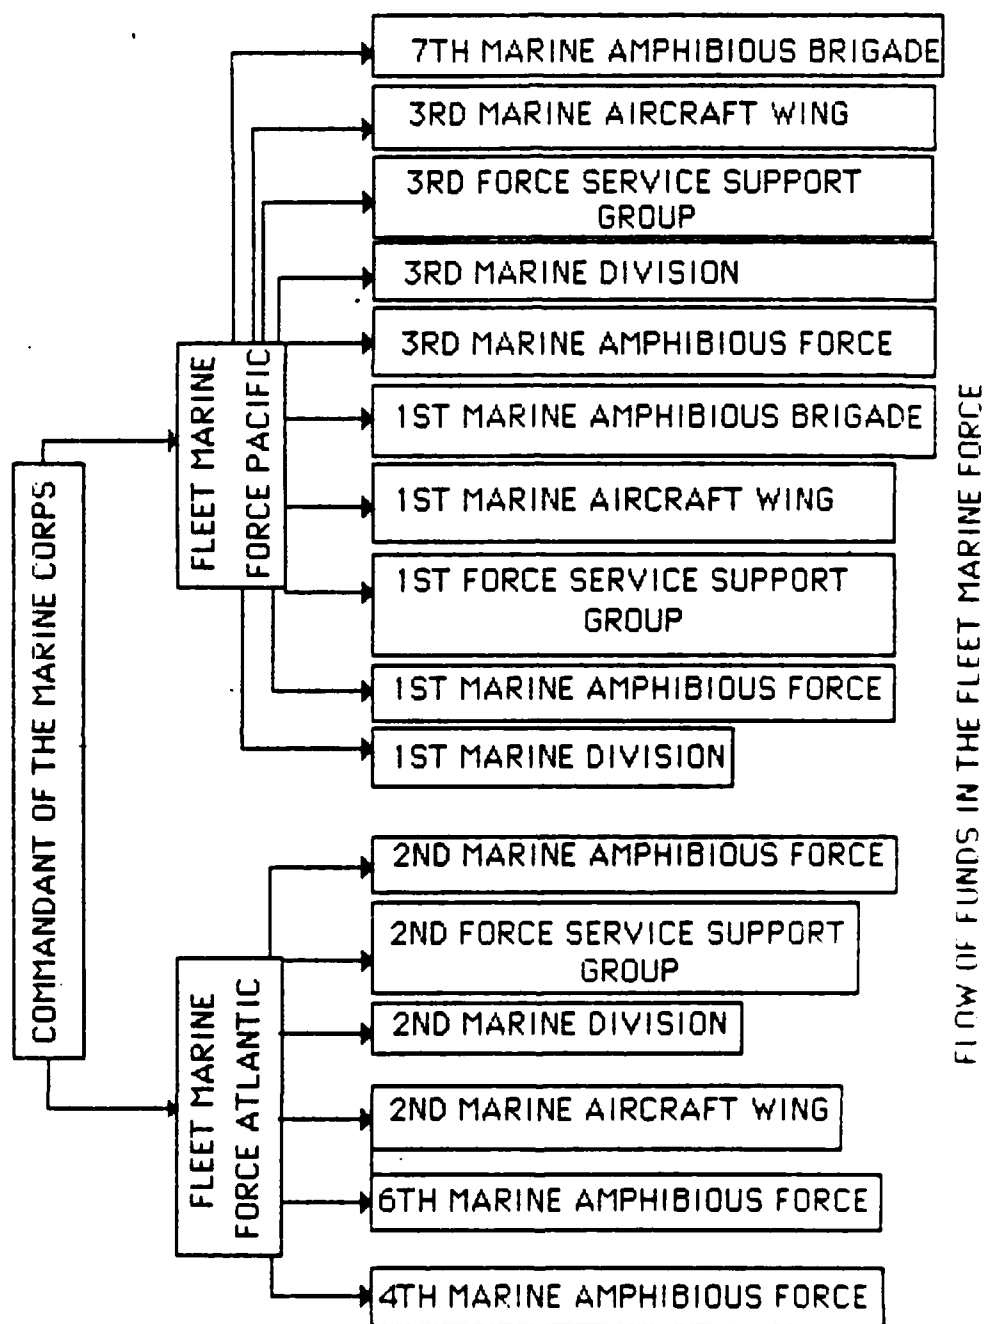 COMMANDANT OF THE MARINE CORPS
FLEET MARINE
FORCE PACIFIC
7TH MARINE AMPHIBIOUS BRIGADE
3RD MARINE AIRCRAFT WING
3RD FORCE SERVICE SUPPORT
GROUP
3RD MARINE DIVISION
3RD MARINE AMPHIBIOUS FORCE
1ST MARINE AMPHIBIOUS BRIGADE
1ST MARINE AIRCRAFT WING
1ST FORCE SERVICE SUPPORT
GROUP
1ST MARINE AMPHIBIOUS FORCE
1ST MARINE DIVISION
FLEET MARINE
FORCE ATLANTIC
2ND MARINE AMPHIBIOUS FORCE
2ND FORCE SERVICE SUPPORT
GROUP
2ND MARINE DIVISION
2ND MARINE AIRCRAFT WING
6TH MARINE AMPHIBIOUS FORCE
4TH MARINE AMPHIBIOUS FORCE
FLOW OF FUNDS IN THE FLEET MARINE FORCE